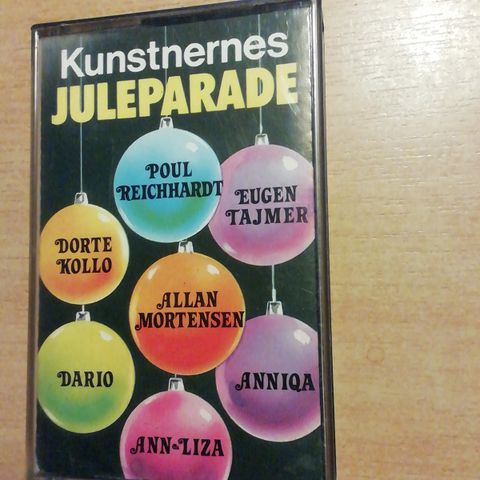 Kunstnernes
JULEPARADE
POUL
REICHHARDT
EUGEN
TAJMER
DORTE
KOLLO
ALLAN
MORTENSEN
DARIO
ANNIQA
ANN-LIZA